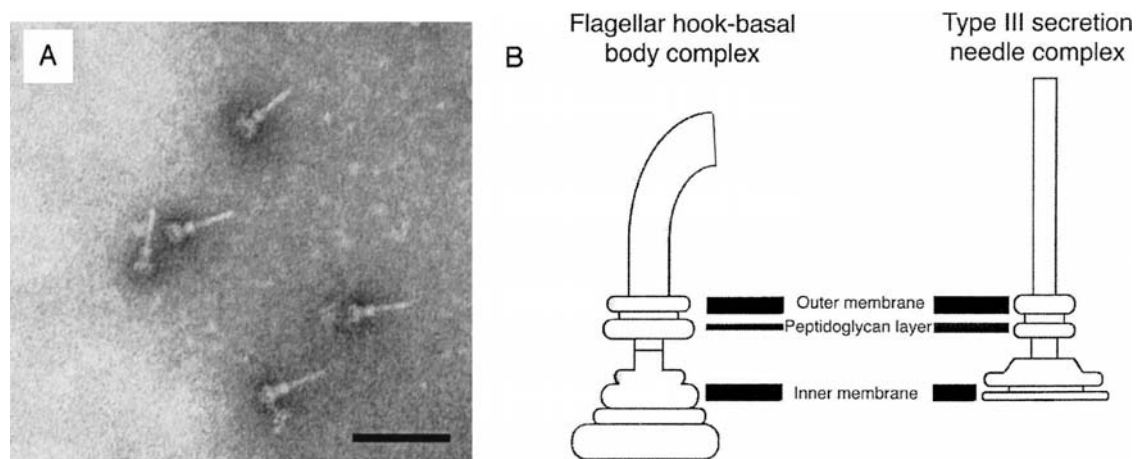 A
B
Flagellar hook-basal
body complex
Type III secretion
needle complex
Outer membrane
Peptidoglycan layer
Inner membrane